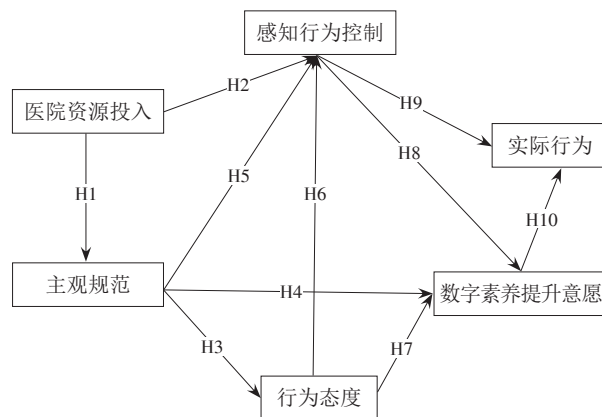 感知行为控制
H2
H9
医院资源投入
实际行为
H5
H8
H1
H6
H10
主观规范
H4
数字素养提升意愿
H3
H7
行为态度